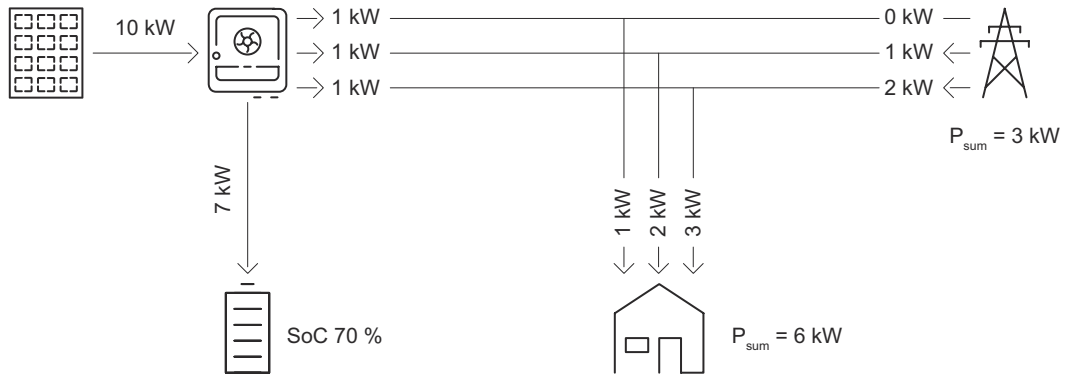 10 kW
1 kW
0 kW
1 kW
1 kW
1 kW
2 kW
P_sum = 3 kW
7 kW
1 kW
2 kW
3 kW
SoC 70 %
P_sum = 6 kW